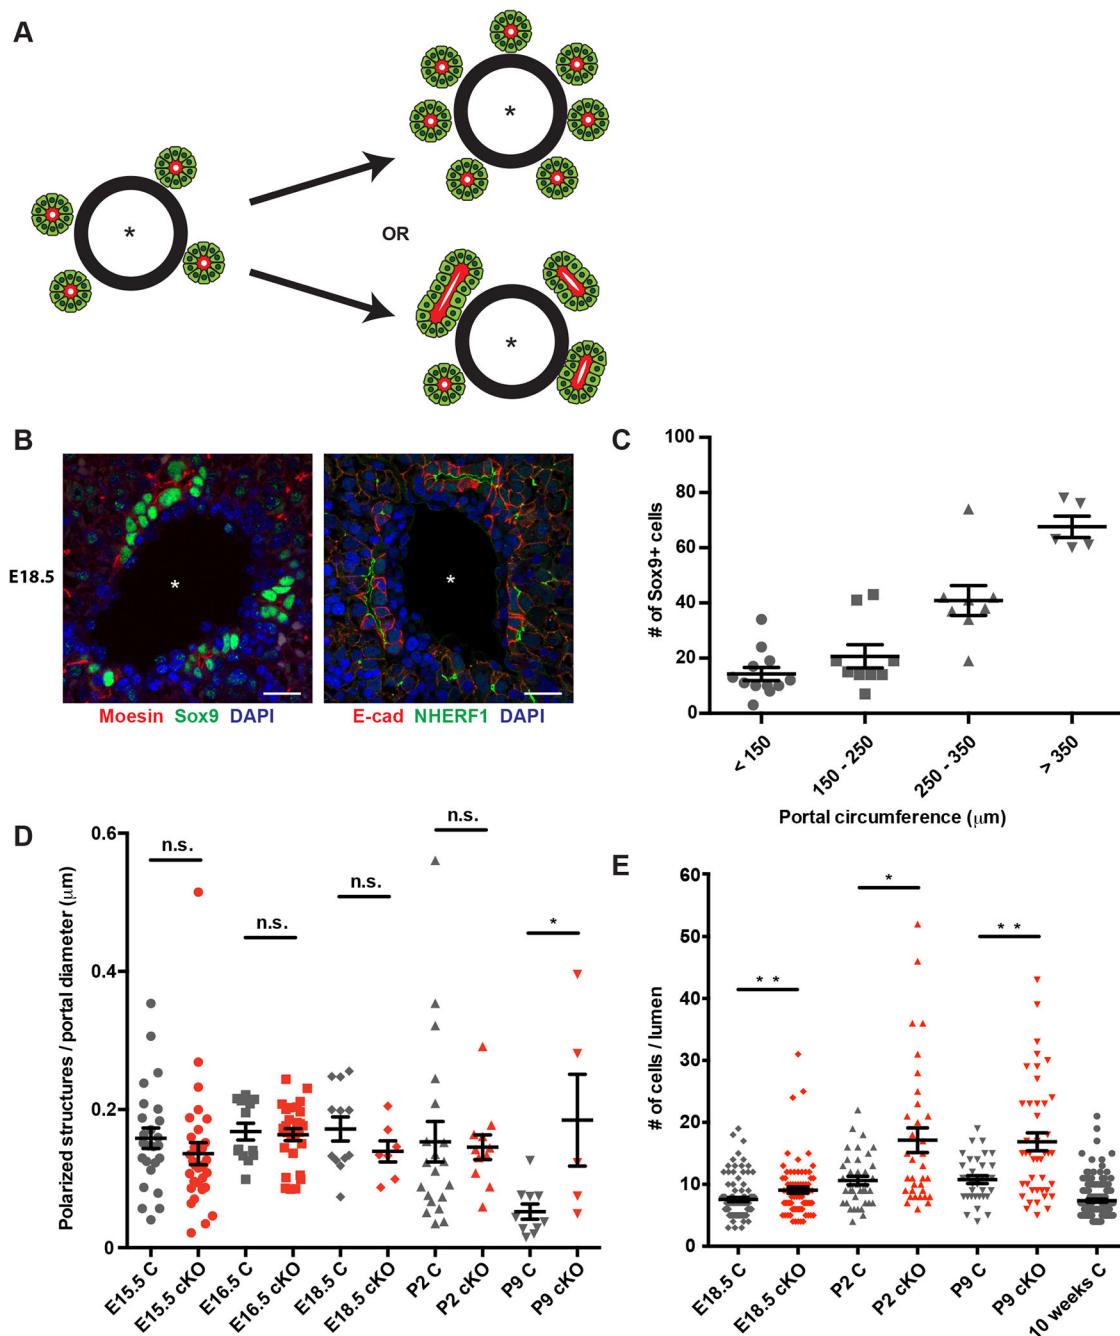 A
*
*
OR
*
B
E18.5
*
*
Moesin Sox9 DAPI
E-cad NHERF1 DAPI
C
# of Sox9+ cells
100
80
60
40
20
0
< 150
150 - 250
250 - 350
> 350
Portal circumference (μm)
D
Polarized structures / portal diameter (μm)
0.6
0.4
0.2
0
n.s.
n.s.
n.s.
n.s.
*
E15.5 C
E15.5 cKO
E16.5 C
E16.5 cKO
E18.5 C
E18.5 cKO
P2 C
P2 cKO
P9 C
P9 cKO
E
# of cells / lumen
60
50
40
30
20
10
0
* *
*
* *
E18.5 C
E18.5 cKO
P2 C
P2 cKO
P9 C
P9 cKO
10 weeks C